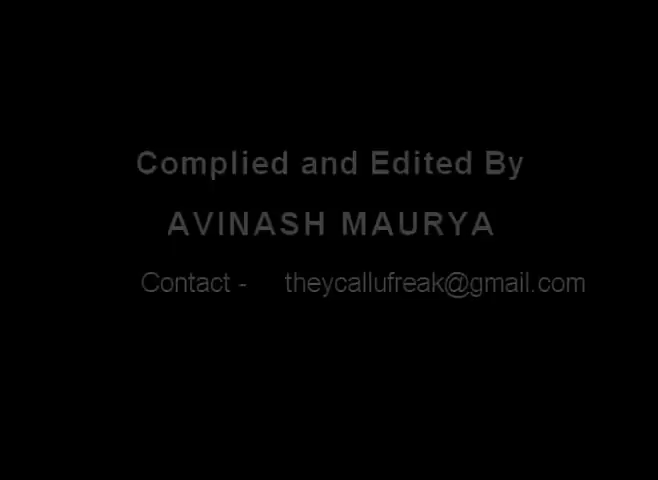 Complied and Edited By
AVINASH MAURYA
Contact - theycallufreak@gmail.com